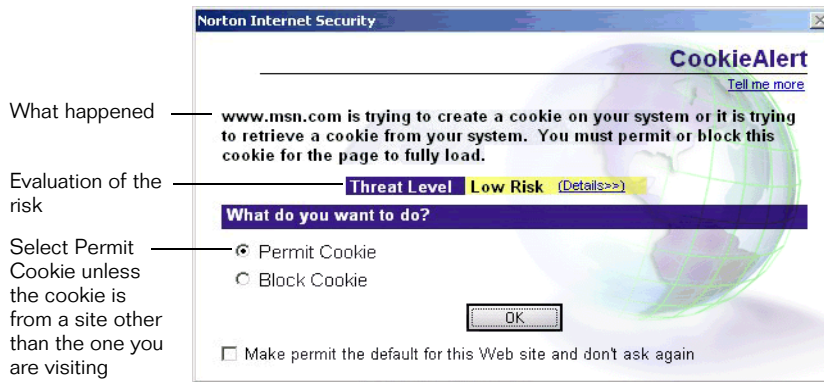 Norton Internet Security
CookieAlert
Tell me more
What happened
www.msn.com is trying to create a cookie on your system or it is trying
to retrieve a cookie from your system. You must permit or block this
cookie for the page to fully load.
Evaluation of the
risk
Threat Level Low Risk (Details>>)
What do you want to do?
Select Permit
Cookie unless
the cookie is
from a site other
than the one you
are visiting
Permit Cookie
Block Cookie
OK
Make permit the default for this Web site and don't ask again